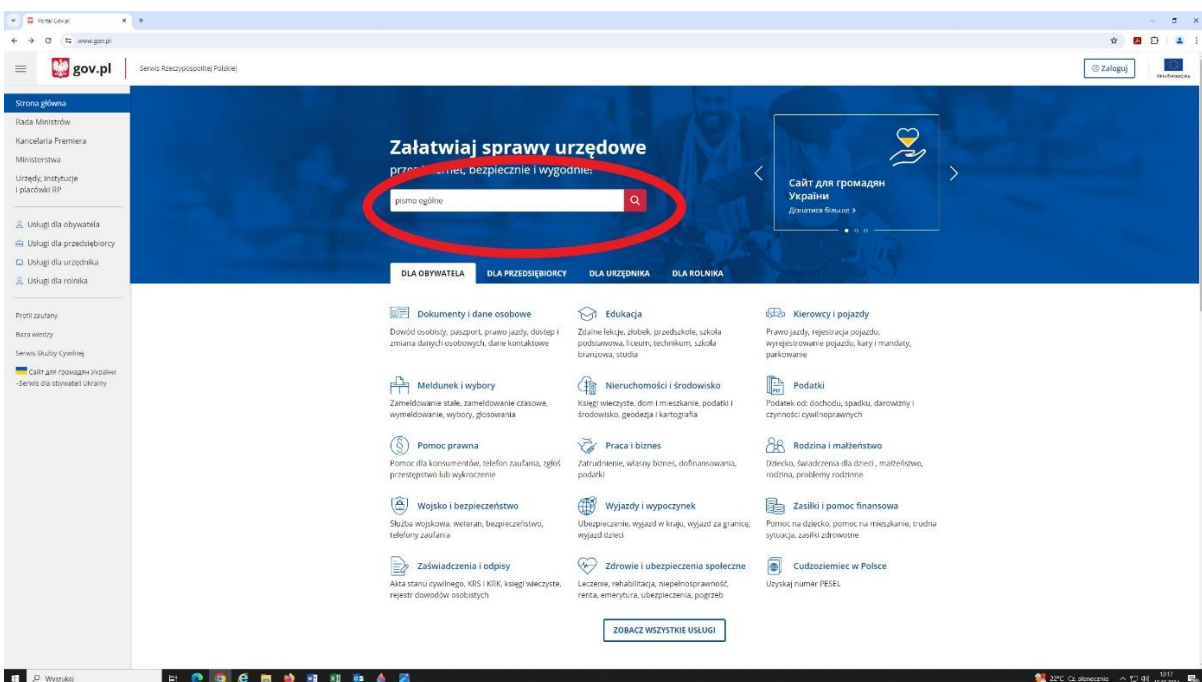 Portal Gov.pl
www.gov.pl
gov.pl
Serwis Rzeczypospolitej Polskiej
Zaloguj
Unia Europejska
Strona główna
Rada Ministrów
Kancelaria Premiera
Ministerstwa
Urzędy, instytucje
i placówki RP
Usługi dla obywatela
Usługi dla przedsiębiorcy
Usługi dla urzędnika
Usługi dla rolnika
Profil zaufany
Baza wiedzy
Serwis Służby Cywilnej
Сайт для громадян України
–Serwis dla obywateli Ukrainy
Załatwiaj sprawy urzędowe
przez internet, bezpiecznie i wygodnie!
pismo ogólne
Сайт для громадян
України
Дізнатися більше
DLA OBYWATELA DLA PRZEDSIĘBIORCY DLA URZĘDNIKA DLA ROLNIKA
Dokumenty i dane osobowe
Dowód osobisty, paszport, prawo jazdy, dostęp i
zmiana danych osobowych, dane kontaktowe
Edukacja
Zdalne lekcje, żłobek, przedszkole, szkoła
podstawowa, liceum, technikum, szkoła
branżowa, studia
Kierowcy i pojazdy
Prawo jazdy, rejestracja pojazdu,
wyrejestrowanie pojazdu, kary i mandaty,
parkowanie
Meldunek i wybory
Zameldowanie stałe, zameldowanie czasowe,
wymeldowanie, wybory, głosowania
Nieruchomości i środowisko
Księgi wieczyste, dom i mieszkanie, podatki i
środowisko, geodezja i kartografia
Podatki
PIT
Podatek od: dochodu, spadku, darowizny i
czynności cywilnoprawnych
Pomoc prawna
Pomoc dla konsumentów, telefon zaufania, zgłoś
przestępstwo lub wykroczenie
Praca i biznes
Zatrudnienie, własny biznes, dofinansowania,
podatki
Rodzina i małżeństwo
Dziecko, świadczenia dla dzieci , małżeństwo,
rodzina, problemy rodzinne
Wojsko i bezpieczeństwo
Służba wojskowa, weteran, bezpieczeństwo,
telefony zaufania
Wyjazdy i wypoczynek
Ubezpieczenie, wyjazd w kraju, wyjazd za granicę,
wyjazd dzieci
Zasiłki i pomoc finansowa
Pomoc na dziecko, pomoc na mieszkanie, trudna
sytuacja, zasiłki zdrowotne
Zaświadczenia i odpisy
Akta stanu cywilnego, KRS i KRK, księgi wieczyste,
rejestr dowodów osobistych
Zdrowie i ubezpieczenia społeczne
Leczenie, rehabilitacja, niepełnosprawność,
renta, emerytura, ubezpieczenia, pogrzeb
Cudzoziemiec w Polsce
Uzyskaj numer PESEL
ZOBACZ WSZYSTKIE USŁUGI
Wyszukaj
22°C Cz. słonecznie
12:17